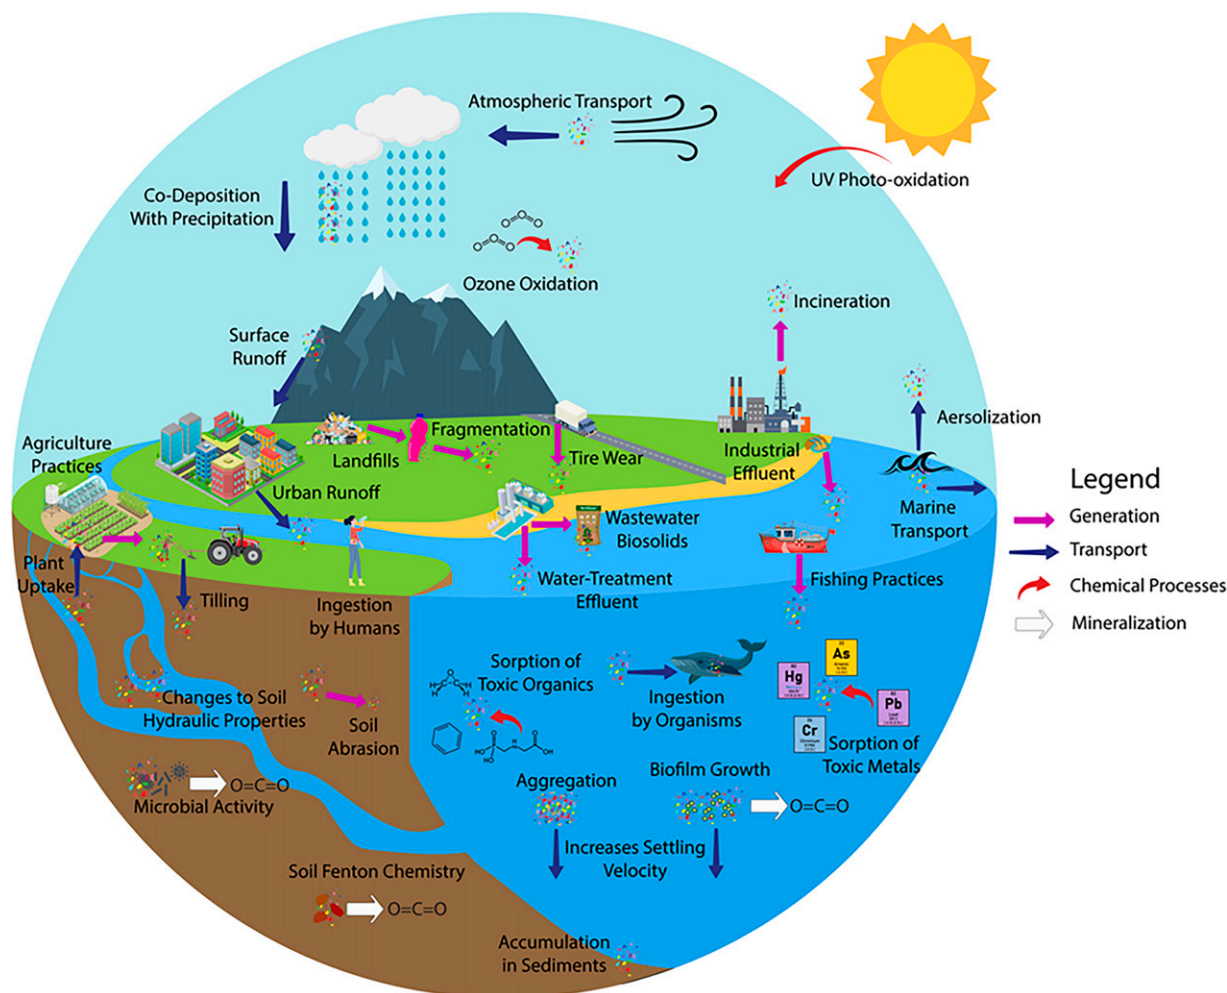 Atmospheric Transport
UV Photo-oxidation
Co-Deposition
With Precipitation
O=O=O
O=O=O
Ozone Oxidation
Incineration
Surface
Runoff
Aersolization
Agriculture
Practices
Landfills
Fragmentation
Tire Wear
Industrial
Effluent
Urban Runoff
Wastewater
Biosolids
Marine
Transport
Legend
Generation
Transport
Chemical Processes
Mineralization
Plant
Uptake
Tilling
Ingestion
by Humans
Water-Treatment
Effluent
Fishing Practices
Sorption of
Toxic Organics
H
O
H
H
H
Ingestion
by Organisms
As
Hg
Pb
Cr
Sorption of
Toxic Metals
Changes to Soil
Hydraulic Properties
Soil
Abrasion
O
HO
OH
H
N
O
OH
Microbial Activity
O=C=O
Aggregation
Biofilm Growth
O=C=O
Increases Settling
Velocity
Soil Fenton Chemistry
O=C=O
Accumulation
in Sediments